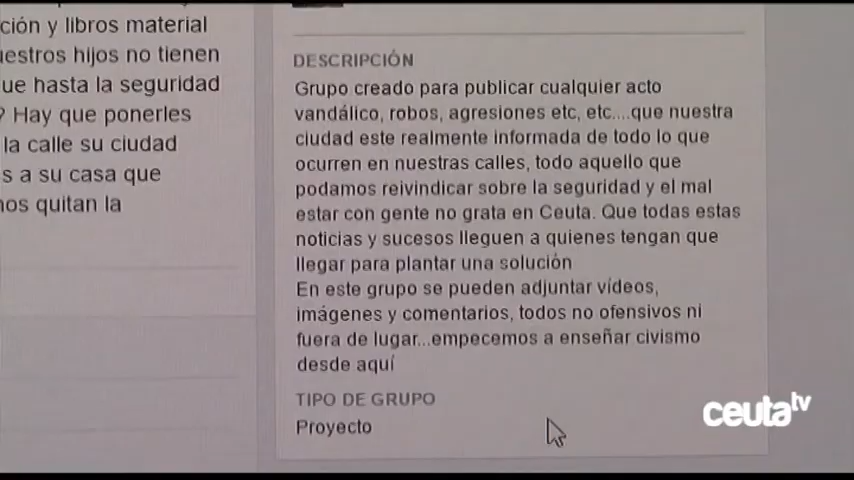 ción y libros material
uestros hijos no tienen
ue hasta la seguridad
? Hay que ponerles
la calle su ciudad
s a su casa que
nos quitan la
DESCRIPCIÓN
Grupo creado para publicar cualquier acto
vandálico, robos, agresiones etc, etc....que nuestra
ciudad este realmente informada de todo lo que
ocurren en nuestras calles, todo aquello que
podamos reivindicar sobre la seguridad y el mal
estar con gente no grata en Ceuta. Que todas estas
noticias y sucesos lleguen a quienes tengan que
llegar para plantar una solución
En este grupo se pueden adjuntar vídeos,
imágenes y comentarios, todos no ofensivos ni
fuera de lugar...empecemos a enseñar civismo
desde aquí
TIPO DE GRUPO
Proyecto
ceuta tv